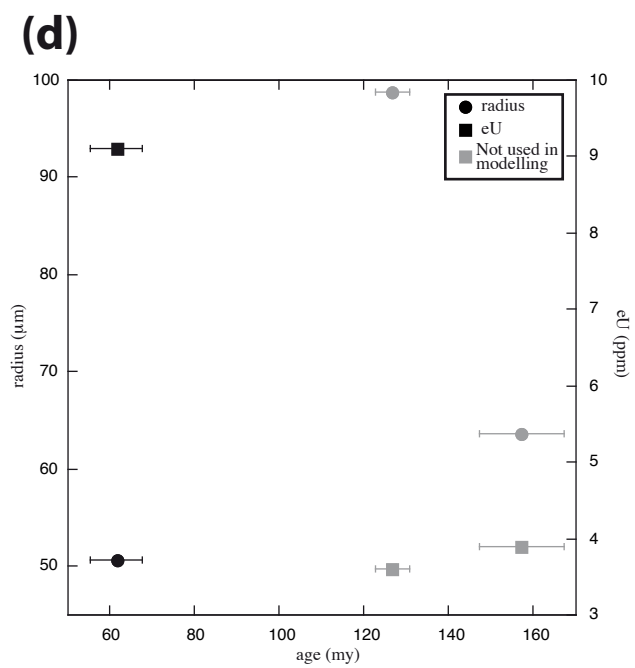 (d)
100
90
80
70
60
50
radius (μm)
10
9
8
7
6
5
4
3
eU (ppm)
radius
eU
Not used in
modelling
60
80
100
120
140
160
age (my)